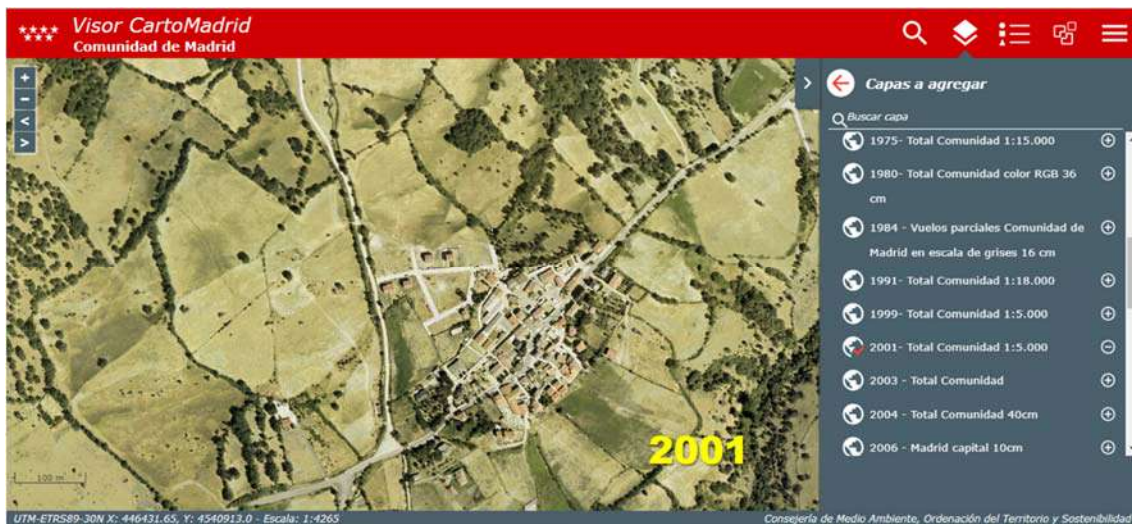 Visor CartoMadrid
Comunidad de Madrid
+
−
<
>
>
Capas a agregar
Buscar capa
1975- Total Comunidad 1:15.000
1980- Total Comunidad color RGB 36
cm
1984 - Vuelos parciales Comunidad de
Madrid en escala de grises 16 cm
1991- Total Comunidad 1:18.000
1999- Total Comunidad 1:5.000
2001- Total Comunidad 1:5.000
2003 - Total Comunidad
2004 - Total Comunidad 40cm
2006 - Madrid capital 10cm
2001
100 m
UTM-ETRS89-30N X: 446431.65, Y: 4540913.0 - Escala: 1:4265
Consejería de Medio Ambiente, Ordenación del Territorio y Sostenibilidad